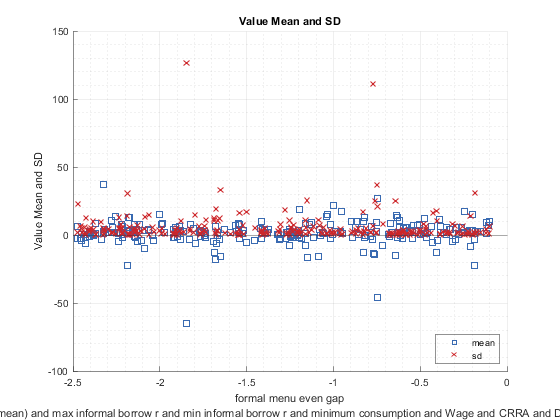 Value Mean and SD
150
100
50
0
-50
-100
Value Mean and SD
-2.5
-2
-1.5
-1
-0.5
0
formal menu even gap
mean
sd
mean) and max informal borrow r and min informal borrow r and minimum consumption and Wage and CRRA and